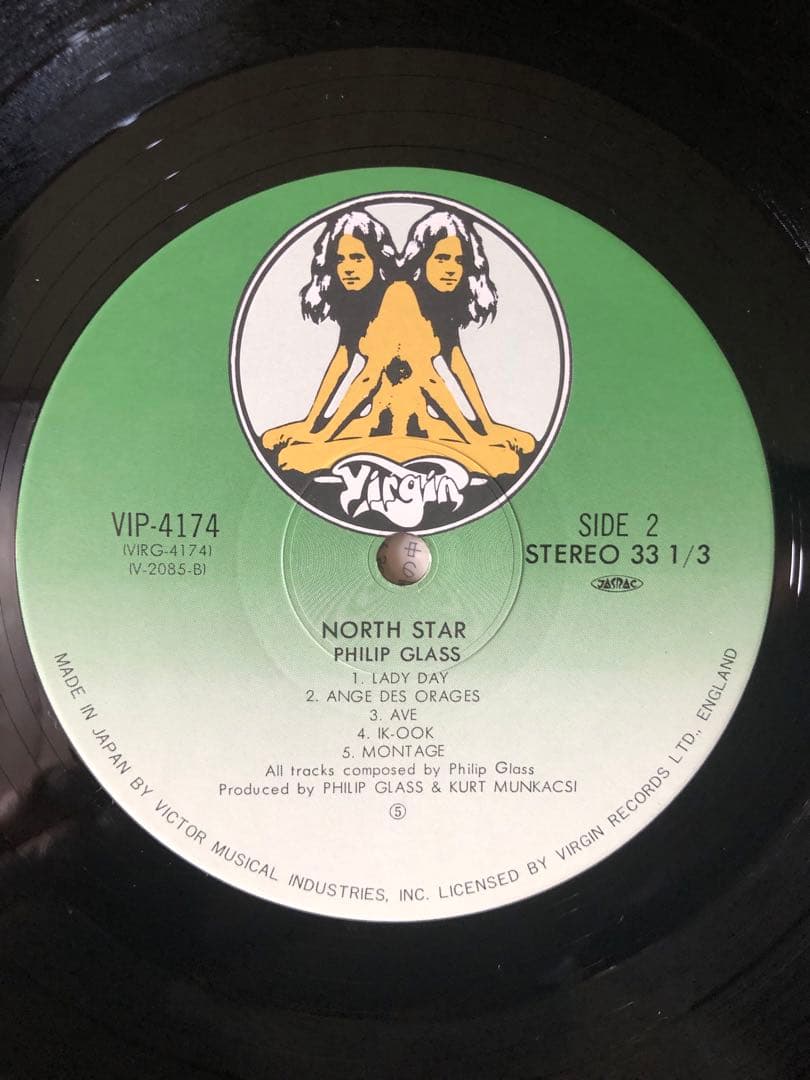 Virgin
VIP-4174
(VIRG-4174)
(V-2085-B)
SIDE 2
STEREO 33 1/3
JASRAC
NORTH STAR
PHILIP GLASS
1. LADY DAY
2. ANGE DES ORAGES
3. AVE
4. IK-OOK
5. MONTAGE
All tracks composed by Philip Glass
Produced by PHILIP GLASS & KURT MUNKACSI
⑤
MADE IN JAPAN BY VICTOR MUSICAL INDUSTRIES, INC. LICENSED BY VIRGIN RECORDS LTD., ENGLAND